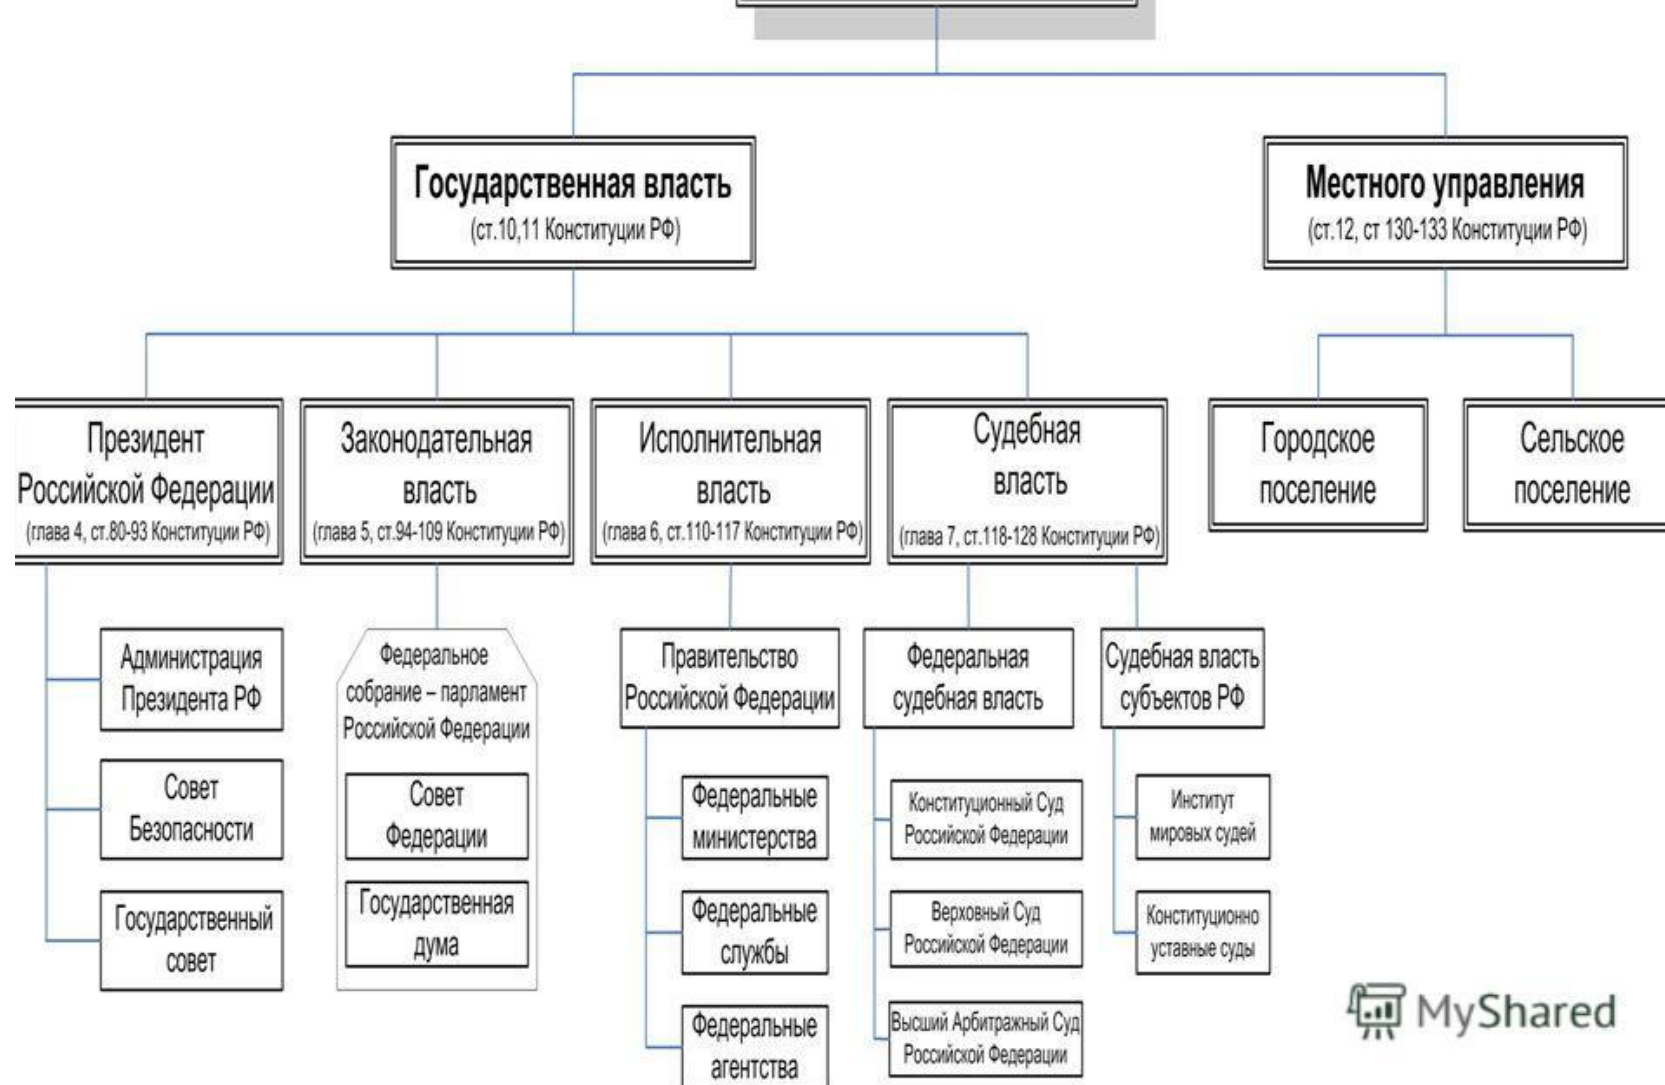 Государственная власть
(ст.10,11 Конституции РФ)
Местного управления
(ст.12, ст 130-133 Конституции РФ)
Президент
Российской Федерации
(глава 4, ст.80-93 Конституции РФ)
Законодательная
власть
(глава 5, ст.94-109 Конституции РФ)
Исполнительная
власть
(глава 6, ст.110-117 Конституции РФ)
Судебная
власть
(глава 7, ст.118-128 Конституции РФ)
Городское
поселение
Сельское
поселение
Администрация
Президента РФ
Совет
Безопасности
Государственный
совет
Федеральное
собрание – парламент
Российской Федерации
Совет
Федерации
Государственная
дума
Правительство
Российской Федерации
Федеральные
министерства
Федеральные
службы
Федеральные
агентства
Федеральная
судебная власть
Конституционный Суд
Российской Федерации
Верховный Суд
Российской Федерации
Высший Арбитражный Суд
Российской Федерации
Судебная власть
субъектов РФ
Институт
мировых судей
Конституционно
уставные суды
MyShared